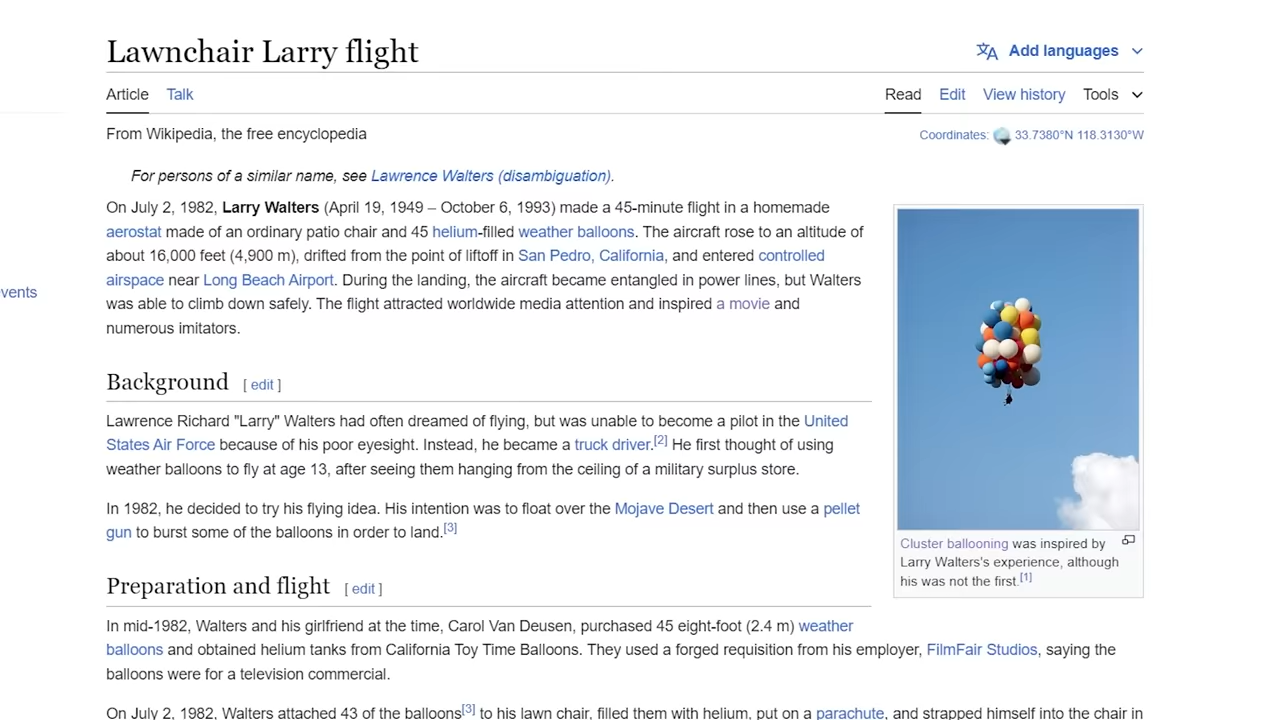 Lawnchair Larry flight
Add languages
Article Talk
Read Edit View history Tools
From Wikipedia, the free encyclopedia
Coordinates: 33.7380°N 118.3130°W
For persons of a similar name, see Lawrence Walters (disambiguation).
On July 2, 1982, Larry Walters (April 19, 1949 – October 6, 1993) made a 45-minute flight in a homemade
aerostat made of an ordinary patio chair and 45 helium-filled weather balloons. The aircraft rose to an altitude of
about 16,000 feet (4,900 m), drifted from the point of liftoff in San Pedro, California, and entered controlled
airspace near Long Beach Airport. During the landing, the aircraft became entangled in power lines, but Walters
was able to climb down safely. The flight attracted worldwide media attention and inspired a movie and
numerous imitators.
vents
Background [ edit ]
Lawrence Richard "Larry" Walters had often dreamed of flying, but was unable to become a pilot in the United
States Air Force because of his poor eyesight. Instead, he became a truck driver.[2] He first thought of using
weather balloons to fly at age 13, after seeing them hanging from the ceiling of a military surplus store.
In 1982, he decided to try his flying idea. His intention was to float over the Mojave Desert and then use a pellet
gun to burst some of the balloons in order to land.[3]
Cluster ballooning was inspired by
Larry Walters's experience, although
his was not the first.[1]
Preparation and flight [ edit ]
In mid-1982, Walters and his girlfriend at the time, Carol Van Deusen, purchased 45 eight-foot (2.4 m) weather
balloons and obtained helium tanks from California Toy Time Balloons. They used a forged requisition from his employer, FilmFair Studios, saying the
balloons were for a television commercial.
On July 2, 1982, Walters attached 43 of the balloons[3] to his lawn chair, filled them with helium, put on a parachute, and strapped himself into the chair in